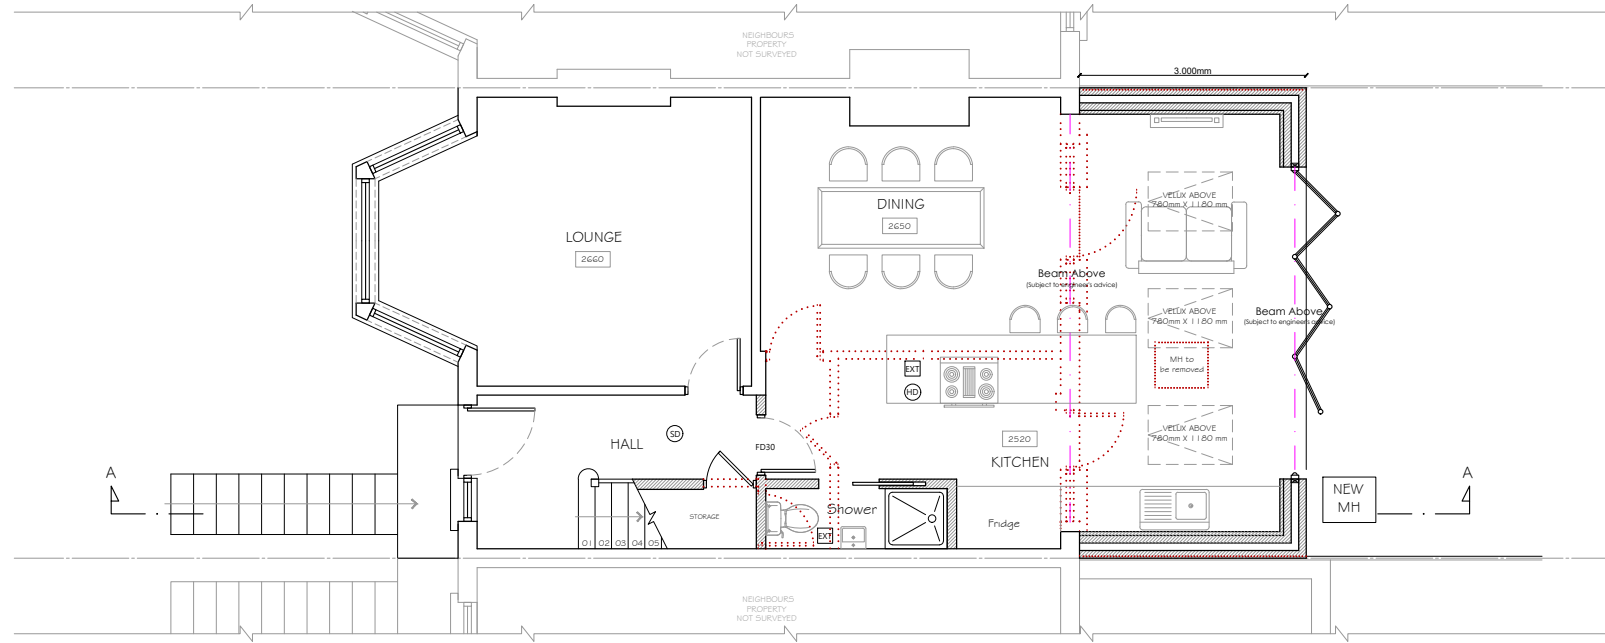 NEIGHBOURS
PROPERTY
NOT SURVEYED
3.000mm
VELUX ABOVE
780mm X 1180 mm
DINING
2650
LOUNGE
2660
Beam Above
(Subject to engineers advice)
VELUX ABOVE
780mm X 1180 mm
Beam Above
(Subject to engineers advice)
MH to
be removed
EXT
HD
VELUX ABOVE
780mm X 1180 mm
SD
HALL
FD30
2520
KITCHEN
A
A
NEW
MH
STORAGE
Shower
Fridge
EXT
01 02 03 04 05
NEIGHBOURS
PROPERTY
NOT SURVEYED